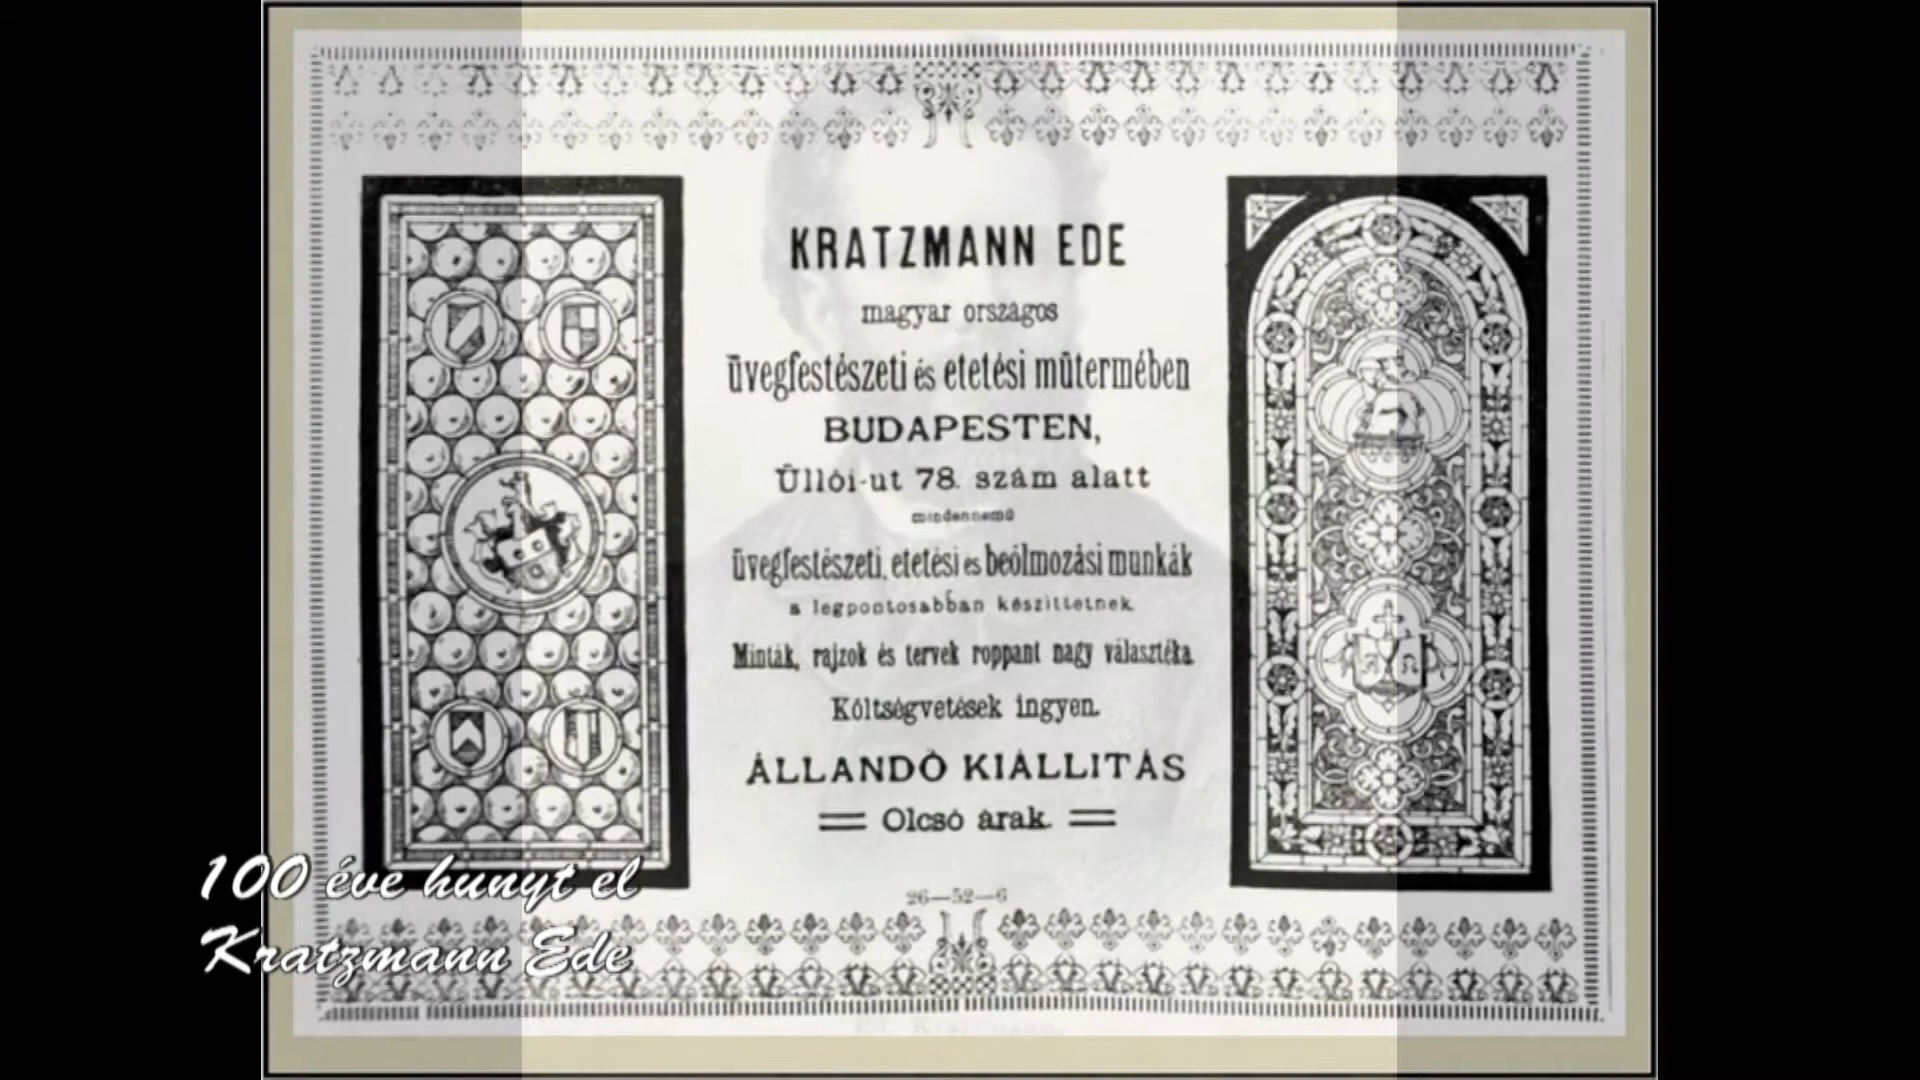 KRATZMANN EDE
magyar országos
üvegfestészeti és etetési mütermében
BUDAPESTEN,
Üllői-ut 78. szám alatt
mindennemü
üvegfestészeti, etetési és beólmozási munkák
a legpontosabban készittetnek.
Minták, rajzok és tervek roppant nagy választéka.
Költségvetések ingyen.
ÁLLANDÓ KIÁLLITÁS
Olcsó árak.
26—52—6
100 éve hunyt el
Kratzmann Ede